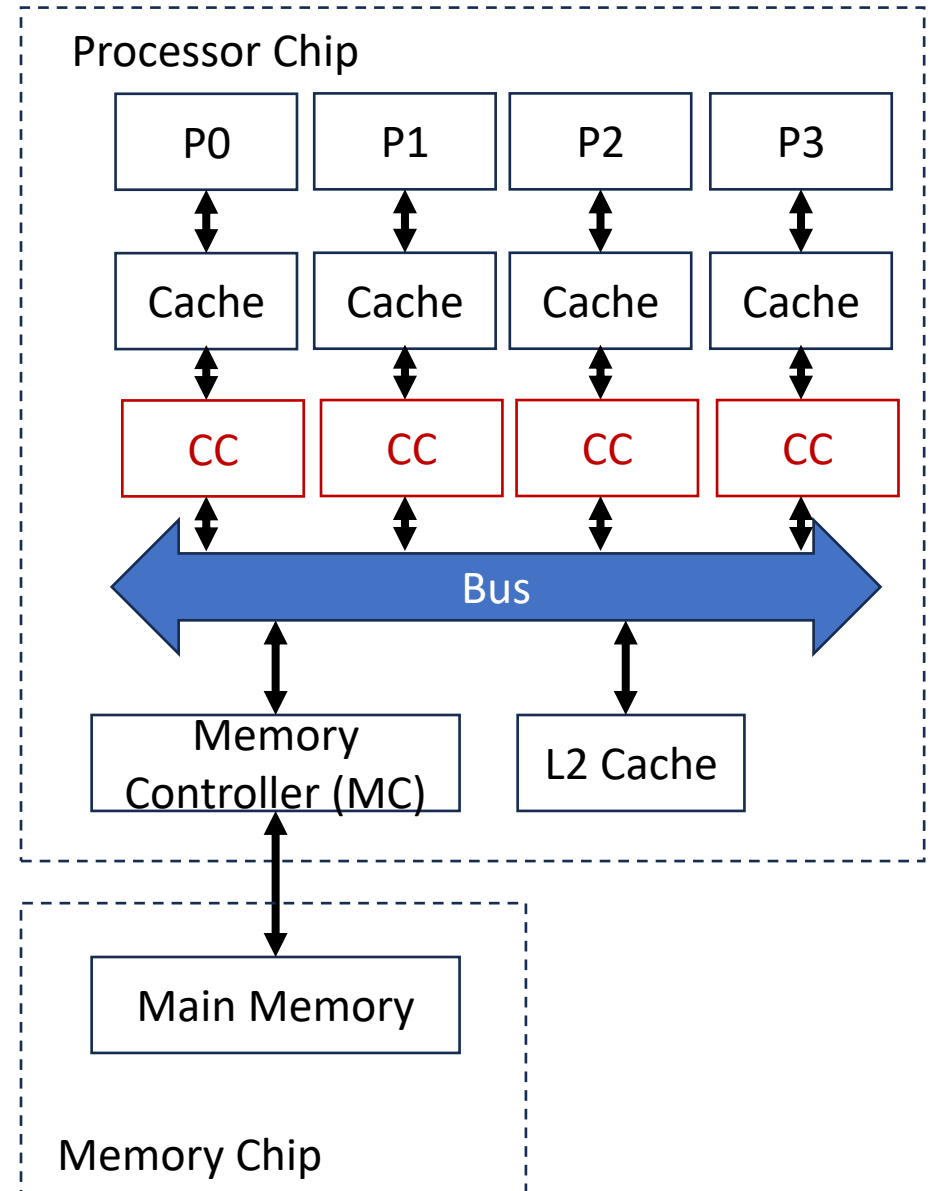 Processor Chip
P0
P1
P2
P3
Cache
Cache
Cache
Cache
CC
CC
CC
CC
Bus
Memory
Controller (MC)
L2 Cache
Main Memory
Memory Chip